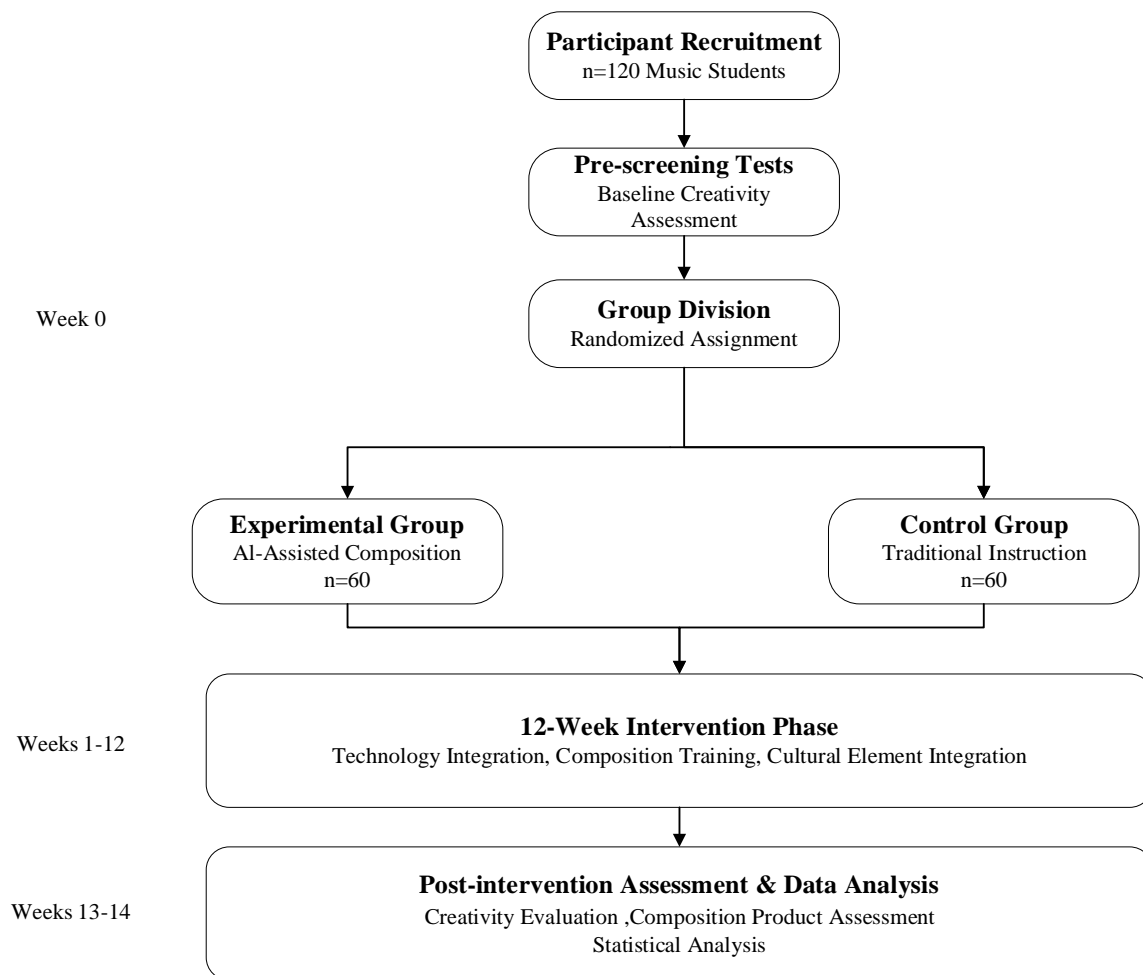 Participant Recruitment
n=120 Music Students
Pre-screening Tests
Baseline Creativity
Assessment
Week 0
Group Division
Randomized Assignment
Experimental Group
AI-Assisted Composition
n=60
Control Group
Traditional Instruction
n=60
Weeks 1-12
12-Week Intervention Phase
Technology Integration, Composition Training, Cultural Element Integration
Weeks 13-14
Post-intervention Assessment & Data Analysis
Creativity Evaluation ,Composition Product Assessment
Statistical Analysis